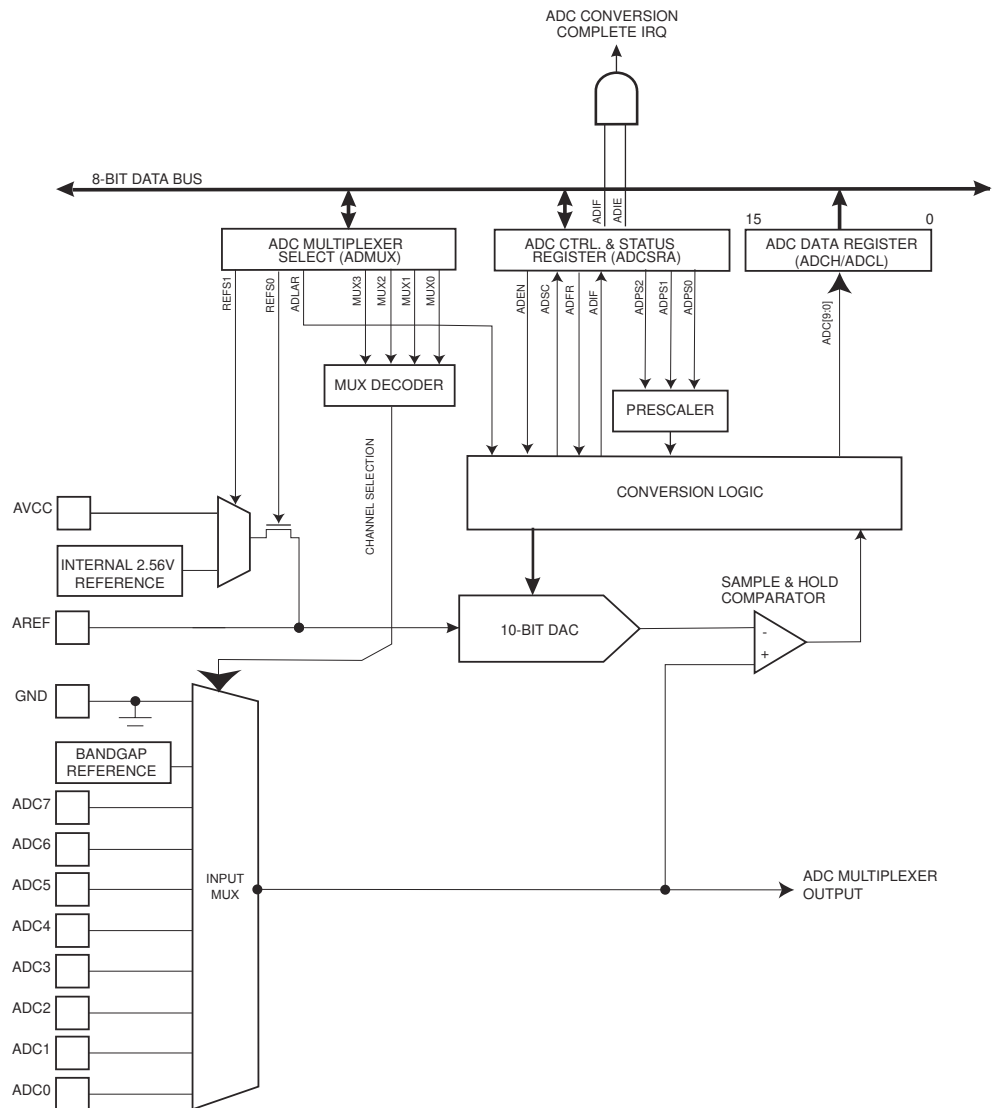 ADC CONVERSION
COMPLETE IRQ
8-BIT DATA BUS
ADIF
ADIE
15
0
ADC MULTIPLEXER
SELECT (ADMUX)
ADC CTRL. & STATUS
REGISTER (ADCSRA)
ADC DATA REGISTER
(ADCH/ADCL)
REFS1
REFS0
ADLAR
MUX3
MUX2
MUX1
MUX0
ADEN
ADSC
ADFR
ADIF
ADPS2
ADPS1
ADPS0
ADC[9:0]
MUX DECODER
PRESCALER
CHANNEL SELECTION
CONVERSION LOGIC
AVCC
INTERNAL 2.56V
REFERENCE
SAMPLE & HOLD
COMPARATOR
AREF
10-BIT DAC
-
+
GND
BANDGAP
REFERENCE
ADC7
ADC6
ADC5
ADC4
ADC3
ADC2
ADC1
ADC0
INPUT
MUX
ADC MULTIPLEXER
OUTPUT